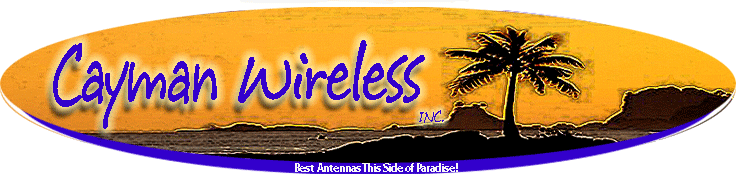 Cayman Wireless
INC.
Best Antennas This Side of Paradise!